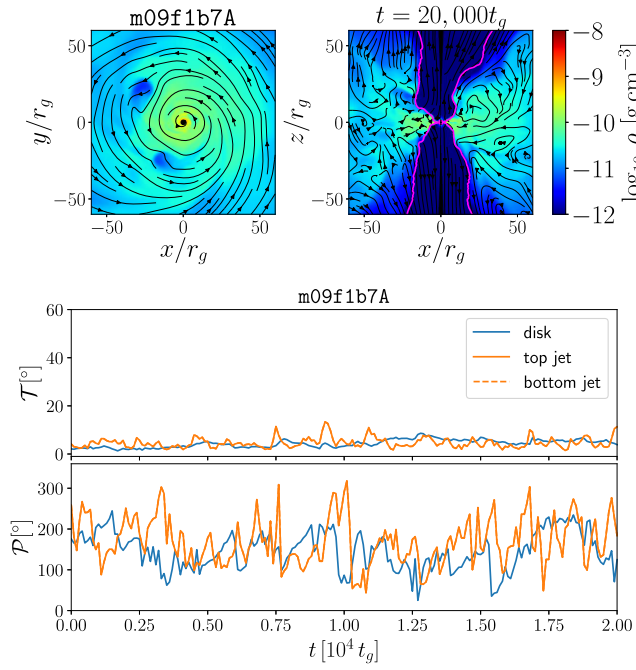 m09f1b7A
t = 20,000t_g
y/r_g
50
0
−50
−50
0
50
x/r_g
z/r_g
50
0
−50
−50
0
50
x/r_g
−8
−9
−10
−11
−12
log₁₀ ρ [g cm⁻³]
m09f1b7A
𝒯[°]
60
40
20
0
disk
top jet
bottom jet
𝒫[°]
300
200
100
0
0.00
0.25
0.50
0.75
1.00
1.25
1.50
1.75
2.00
t [10⁴ t_g]